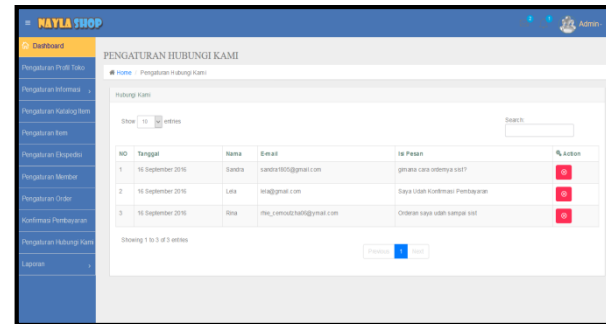 NAYLA SHOP
Admin
Dashboard
PENGATURAN HUBUNGI KAMI
Pengaturan Profil Toko
Home / Pengaturan Hubungi Kami
Pengaturan Informasi
Hubungi Kami
Pengaturan Katalog Item
Show 10 entries
Search:
Pengaturan Item
Pengaturan Ekspedisi
NO Tanggal Nama E-mail Isi Pesan Action
1 16 September 2016 Sandra sandra1805@gmail.com gimana cara ordernya sist?
Pengaturan Member
2 16 September 2016 Lela lela@gmail.com Saya Udah Konfirmasi Pembayaran
Pengaturan Order
3 16 September 2016 Rina Orderan saya udah sampai sist
Konfirmasi Pembayaran
Pengaturan Hubungi Kami
Showing 1 to 3 of 3 entries
Previous 1 Next
Laporan